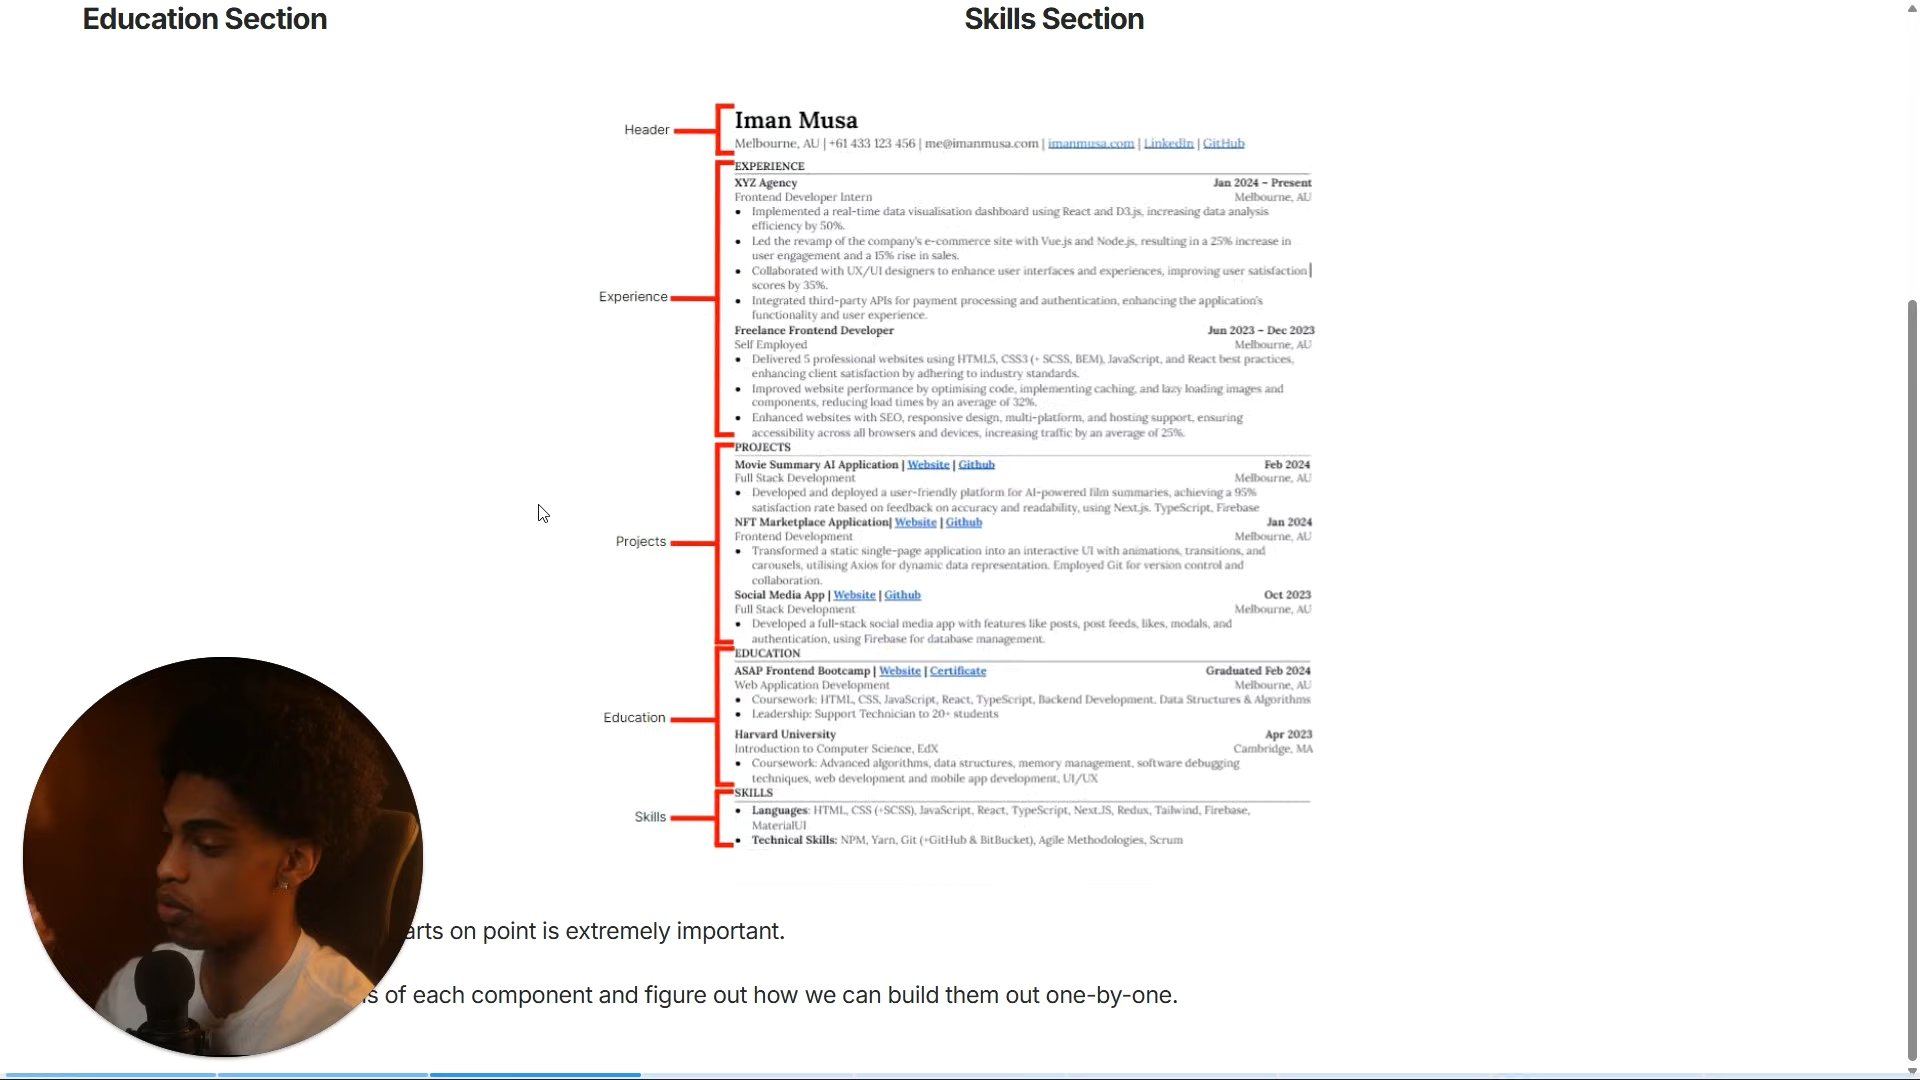 Education Section
Skills Section
Header
Iman Musa
Melbourne, AU | +61 433 123 456 | me@imanmusa.com | imanmusa.com | LinkedIn | GitHub
EXPERIENCE
XYZ Agency Jan 2024 – Present
Frontend Developer Intern Melbourne, AU
• Implemented a real-time data visualisation dashboard using React and D3.js, increasing data analysis
efficiency by 50%.
• Led the revamp of the company's e-commerce site with Vue.js and Node.js, resulting in a 25% increase in
user engagement and a 15% rise in sales.
• Collaborated with UX/UI designers to enhance user interfaces and experiences, improving user satisfaction
scores by 35%.
Experience
• Integrated third-party APIs for payment processing and authentication, enhancing the application's
functionality and user experience.
Freelance Frontend Developer Jun 2023 – Dec 2023
Self Employed Melbourne, AU
• Delivered 5 professional websites using HTML5, CSS3 (+ SCSS, BEM), JavaScript, and React best practices,
enhancing client satisfaction by adhering to industry standards.
• Improved website performance by optimising code, implementing caching, and lazy loading images and
components, reducing load times by an average of 32%.
• Enhanced websites with SEO, responsive design, multi-platform, and hosting support, ensuring
accessibility across all browsers and devices, increasing traffic by an average of 25%.
PROJECTS
Movie Summary AI Application | Website | Github Feb 2024
Full Stack Development Melbourne, AU
• Developed and deployed a user-friendly platform for AI-powered film summaries, achieving a 95%
satisfaction rate based on feedback on accuracy and readability, using Next.js. TypeScript, Firebase
NFT Marketplace Application| Website | Github Jan 2024
Frontend Development Melbourne, AU
Projects
• Transformed a static single-page application into an interactive UI with animations, transitions, and
carousels, utilising Axios for dynamic data representation. Employed Git for version control and
collaboration.
Social Media App | Website | Github Oct 2023
Full Stack Development Melbourne, AU
• Developed a full-stack social media app with features like posts, post feeds, likes, modals, and
authentication, using Firebase for database management.
EDUCATION
ASAP Frontend Bootcamp | Website | Certificate Graduated Feb 2024
Web Application Development Melbourne, AU
• Coursework: HTML, CSS, JavaScript, React, TypeScript, Backend Development, Data Structures & Algorithms
• Leadership: Support Technician to 20+ students
Education
Harvard University Apr 2023
Introduction to Computer Science, EdX Cambridge, MA
• Coursework: Advanced algorithms, data structures, memory management, software debugging
techniques, web development and mobile app development, UI/UX
SKILLS
• Languages: HTML, CSS (+SCSS), JavaScript, React, TypeScript, Next.JS, Redux, Tailwind, Firebase,
MaterialUI
Skills
• Technical Skills: NPM, Yarn, Git (+GitHub & BitBucket), Agile Methodologies, Scrum
arts on point is extremely important.
s of each component and figure out how we can build them out one-by-one.